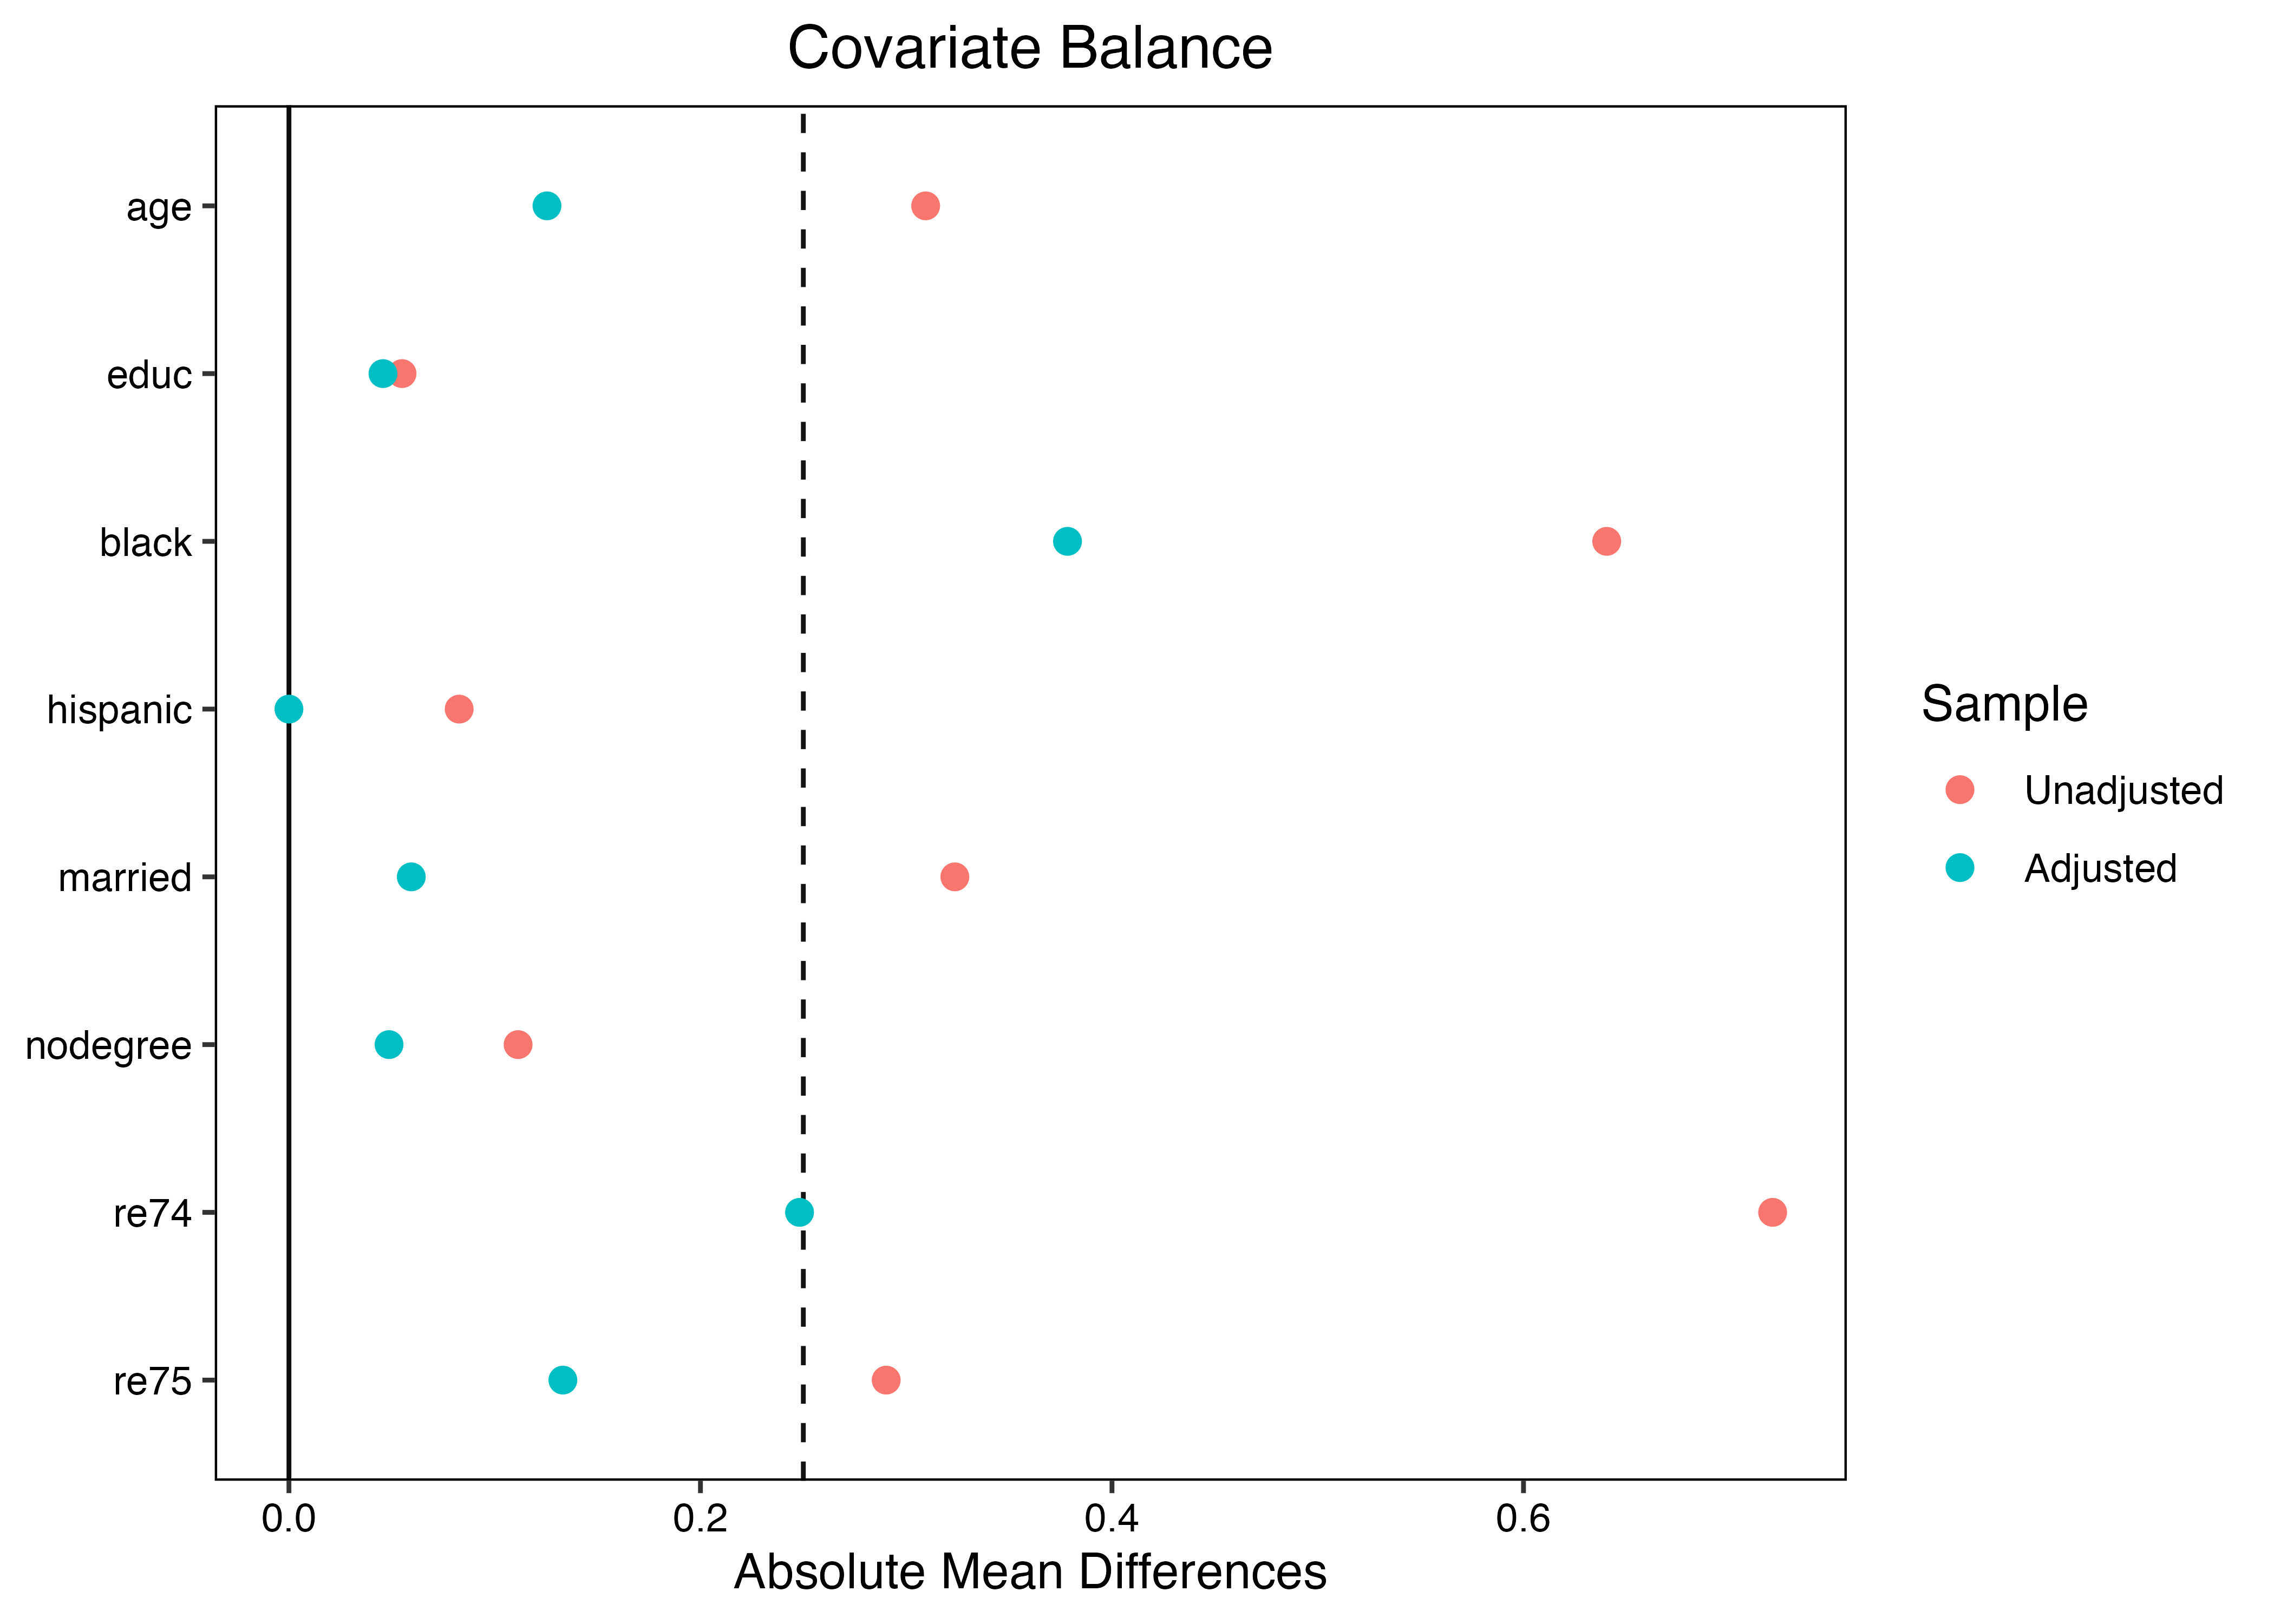 Covariate Balance
age
educ
black
hispanic
married
nodegree
re74
re75
0.0 0.2 0.4 0.6
Absolute Mean Differences
Sample
Unadjusted
Adjusted